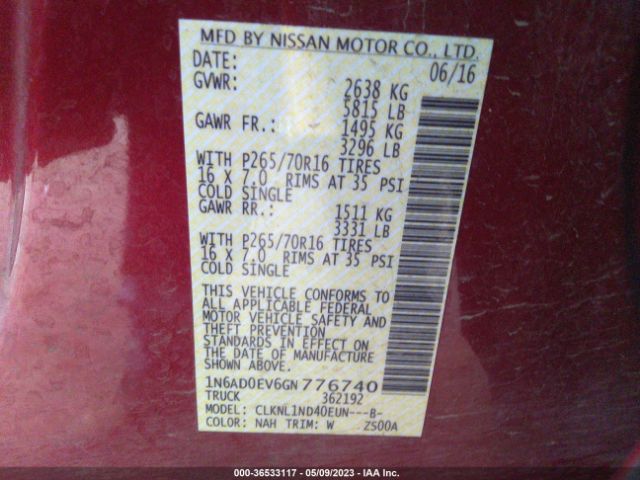 MFD BY NISSAN MOTOR CO., LTD.
DATE: 06/16
GVWR: 2638 KG
5815 LB
GAWR FR.: 1495 KG
3296 LB
WITH P265/70R16 TIRES
16 X 7.0 RIMS AT 35 PSI
COLD SINGLE
GAWR RR.: 1511 KG
3331 LB
WITH P265/70R16 TIRES
16 X 7.0 RIMS AT 35 PSI
COLD SINGLE
THIS VEHICLE CONFORMS TO
ALL APPLICABLE FEDERAL
MOTOR VEHICLE SAFETY AND
THEFT PREVENTION
STANDARDS IN EFFECT ON
THE DATE OF MANUFACTURE
SHOWN ABOVE.
1N6AD0EV6GN776740
TRUCK 362192
MODEL: CLKNL1ND40EUN---B-
COLOR: NAH TRIM: W ZS00A
000-36533117 - 05/09/2023 - IAA Inc.